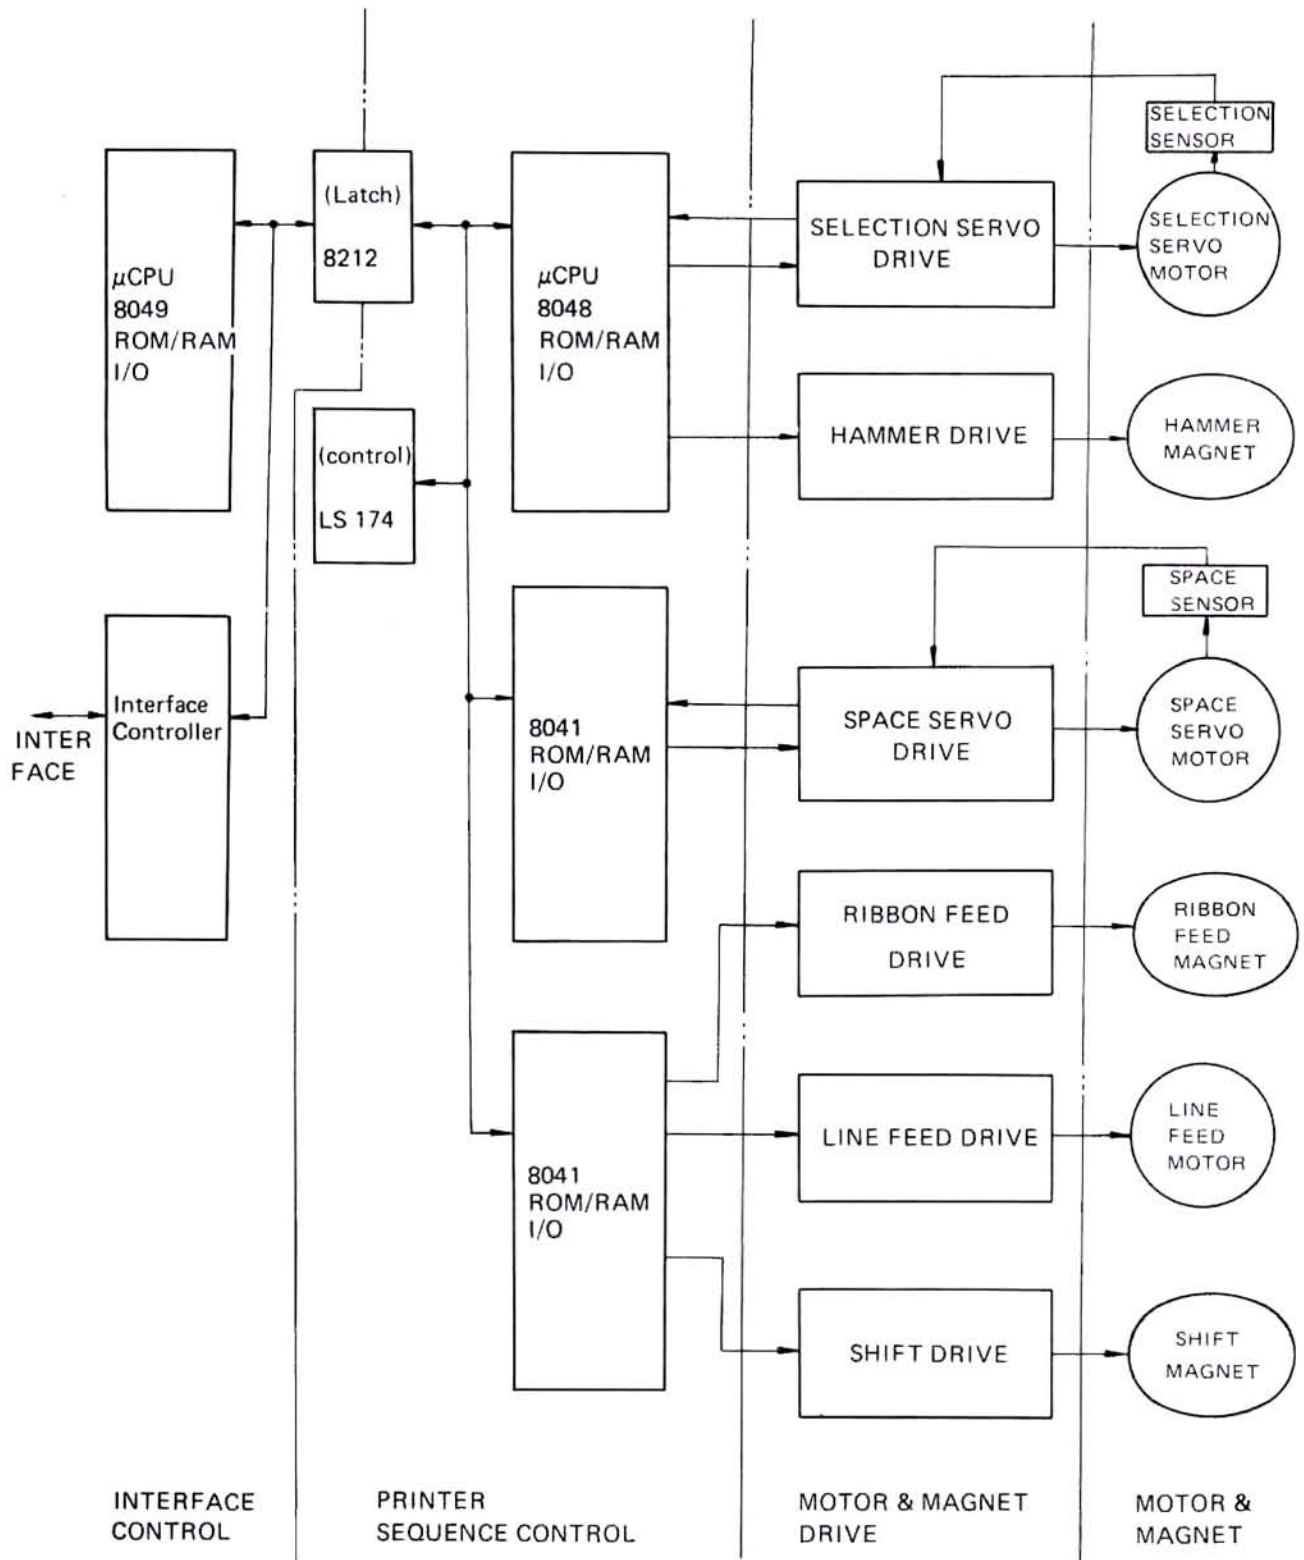 μCPU
8049
ROM/RAM
I/O
(Latch)
8212
(control)
LS 174
μCPU
8048
ROM/RAM
I/O
SELECTION SERVO
DRIVE
SELECTION
SENSOR
SELECTION
SERVO
MOTOR
HAMMER DRIVE
HAMMER
MAGNET
Interface
Controller
INTER
FACE
8041
ROM/RAM
I/O
SPACE SERVO
DRIVE
SPACE
SENSOR
SPACE
SERVO
MOTOR
RIBBON FEED
DRIVE
RIBBON
FEED
MAGNET
8041
ROM/RAM
I/O
LINE FEED DRIVE
LINE
FEED
MOTOR
SHIFT DRIVE
SHIFT
MAGNET
INTERFACE
CONTROL
PRINTER
SEQUENCE CONTROL
MOTOR & MAGNET
DRIVE
MOTOR &
MAGNET